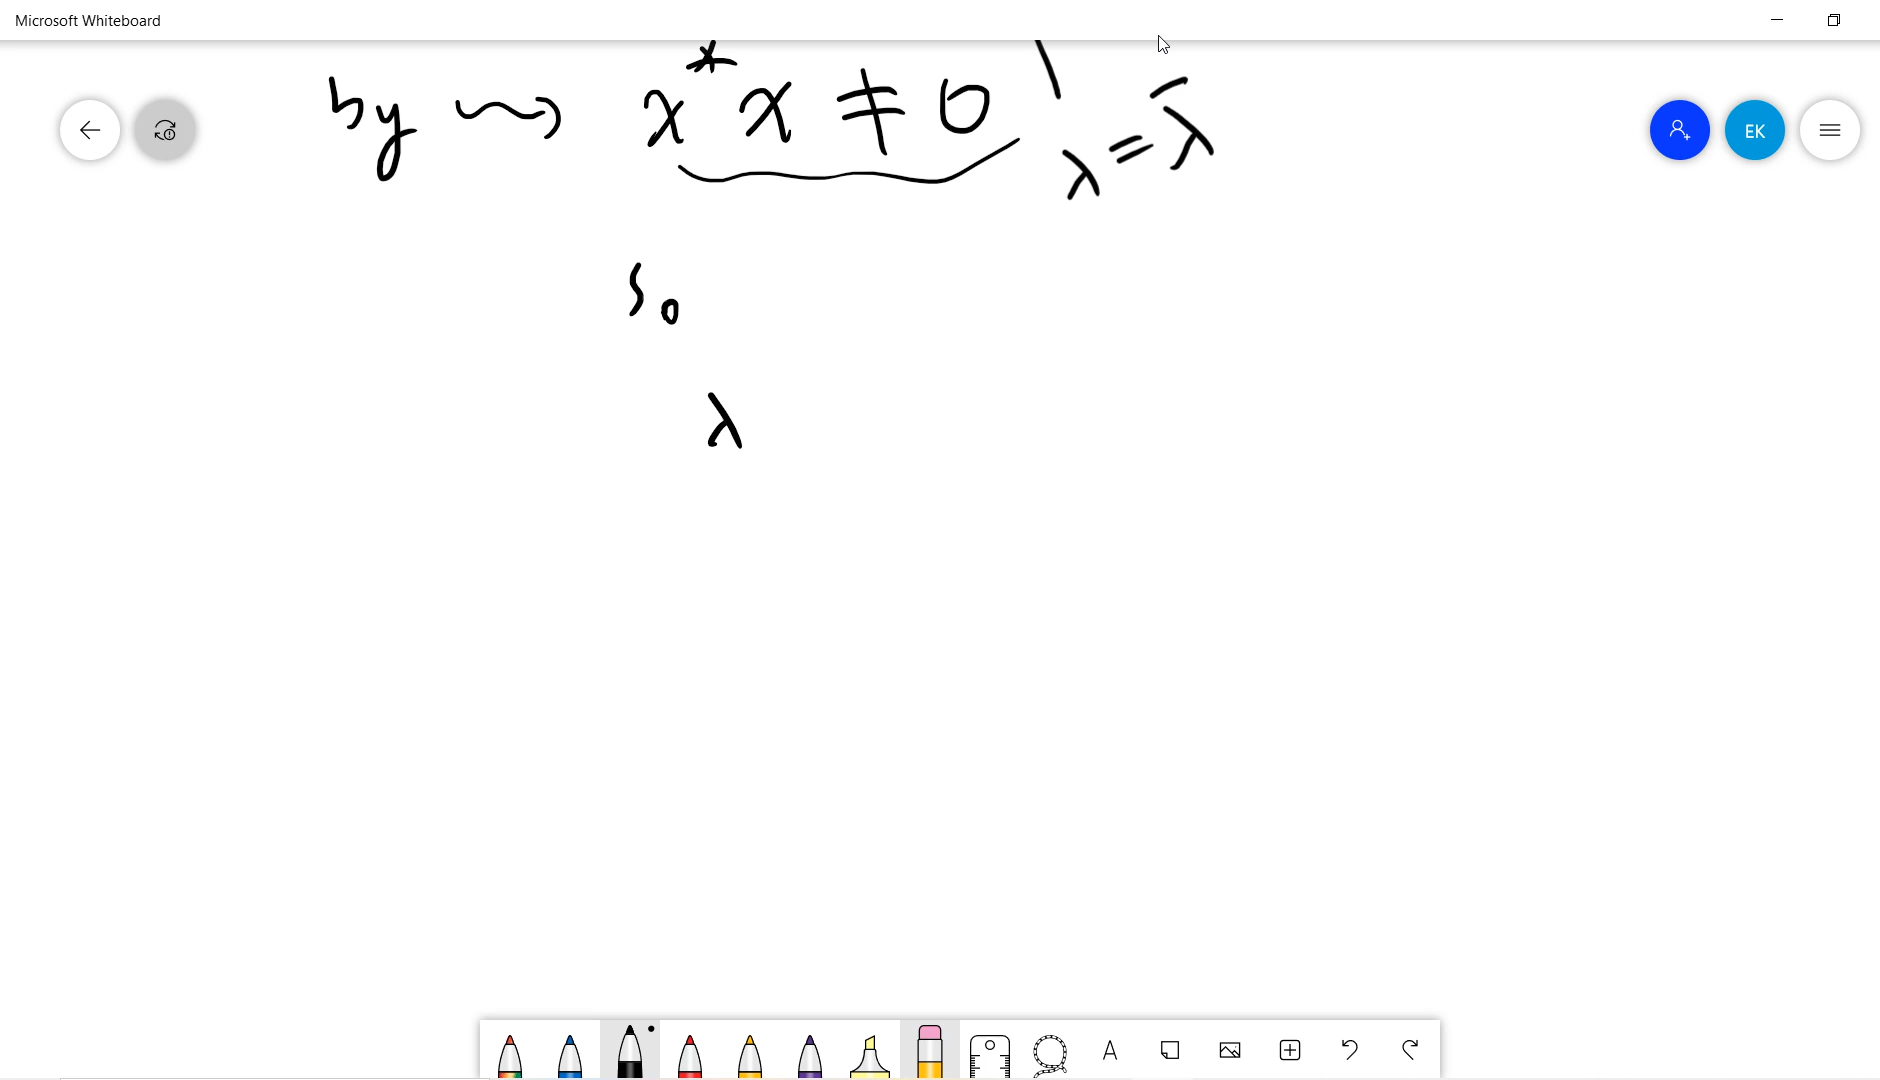 Microsoft Whiteboard
by ⇝ x*x ≠ 0
λ = λ̄
EK
So
λ
A